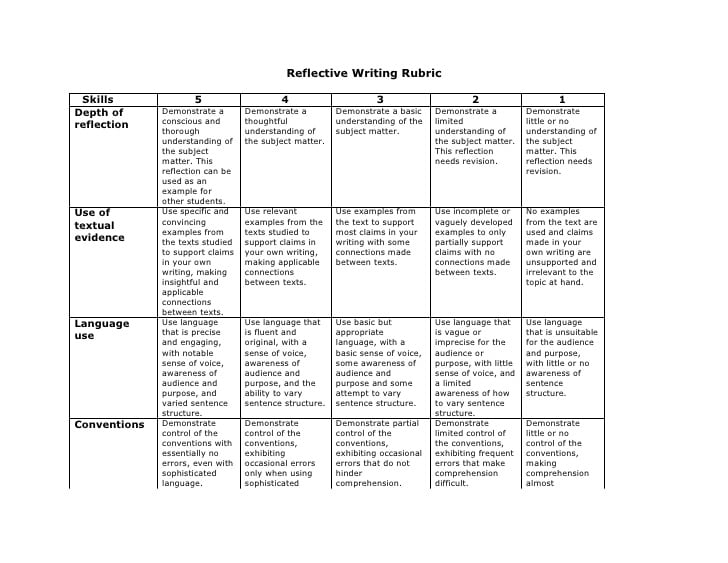 Reflective Writing Rubric
Skills 5 4 3 2 1
Depth of
reflection
Demonstrate a
conscious and
thorough
understanding of
the subject
matter. This
reflection can be
used as an
example for
other students.
Demonstrate a
thoughtful
understanding of
the subject matter.
Demonstrate a basic
understanding of the
subject matter.
Demonstrate a
limited
understanding of
the subject matter.
This reflection
needs revision.
Demonstrate
little or no
understanding of
the subject
matter. This
reflection needs
revision.
Use of
textual
evidence
Use specific and
convincing
examples from
the texts studied
to support claims
in your own
writing, making
insightful and
applicable
connections
between texts.
Use relevant
examples from the
texts studied to
support claims in
your own writing,
making applicable
connections
between texts.
Use examples from
the text to support
most claims in your
writing with some
connections made
between texts.
Use incomplete or
vaguely developed
examples to only
partially support
claims with no
connections made
between texts.
No examples
from the text are
used and claims
made in your
own writing are
unsupported and
irrelevant to the
topic at hand.
Language
use
Use language
that is precise
and engaging,
with notable
sense of voice,
awareness of
audience and
purpose, and
varied sentence
structure.
Use language that
is fluent and
original, with a
sense of voice,
awareness of
audience and
purpose, and the
ability to vary
sentence structure.
Use basic but
appropriate
language, with a
basic sense of voice,
some awareness of
audience and
purpose and some
attempt to vary
sentence structure.
Use language that
is vague or
imprecise for the
audience or
purpose, with little
sense of voice, and
a limited
awareness of how
to vary sentence
structure.
Use language
that is unsuitable
for the audience
and purpose,
with little or no
awareness of
sentence
structure.
Conventions
Demonstrate
control of the
conventions with
essentially no
errors, even with
sophisticated
language.
Demonstrate
control of the
conventions,
exhibiting
occasional errors
only when using
sophisticated
Demonstrate partial
control of the
conventions,
exhibiting occasional
errors that do not
hinder
comprehension.
Demonstrate
limited control of
the conventions,
exhibiting frequent
errors that make
comprehension
difficult.
Demonstrate
little or no
control of the
conventions,
making
comprehension
almost